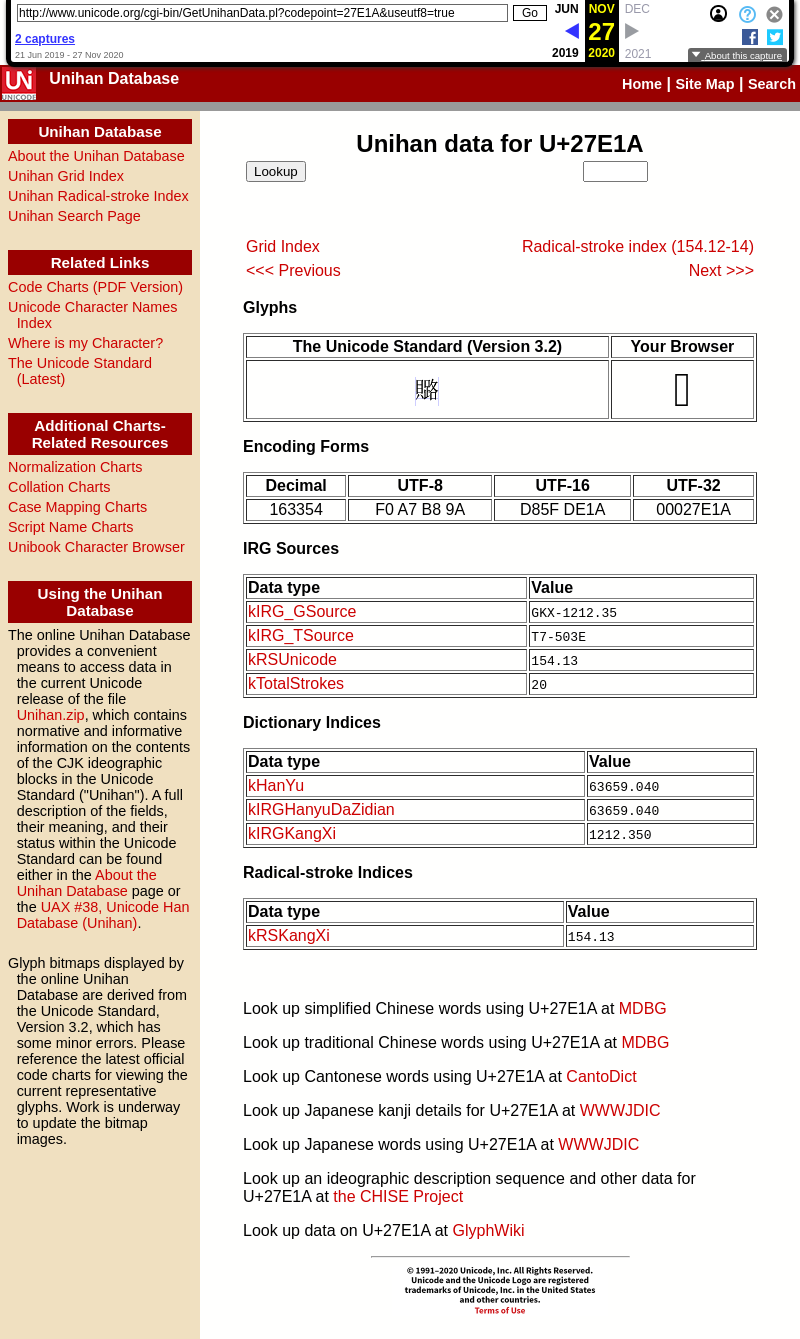 http://www.unicode.org/cgi-bin/GetUnihanData.pl?codepoint=27E1A&useutf8=true Go JUN NOV DEC
27
2 captures
21 Jun 2019 - 27 Nov 2020
2019 2020 2021
About this capture
Uni
UNICODE
Unihan Database
Home | Site Map | Search
Unihan Database
About the Unihan Database
Unihan Grid Index
Unihan Radical-stroke Index
Unihan Search Page
Related Links
Code Charts (PDF Version)
Unicode Character Names
Index
Where is my Character?
The Unicode Standard
(Latest)
Additional Charts-
Related Resources
Normalization Charts
Collation Charts
Case Mapping Charts
Script Name Charts
Unibook Character Browser
Using the Unihan
Database
The online Unihan Database
provides a convenient
means to access data in
the current Unicode
release of the file
Unihan.zip, which contains
normative and informative
information on the contents
of the CJK ideographic
blocks in the Unicode
Standard ("Unihan"). A full
description of the fields,
their meaning, and their
status within the Unicode
Standard can be found
either in the About the
Unihan Database page or
the UAX #38, Unicode Han
Database (Unihan).
Glyph bitmaps displayed by
the online Unihan
Database are derived from
the Unicode Standard,
Version 3.2, which has
some minor errors. Please
reference the latest official
code charts for viewing the
current representative
glyphs. Work is underway
to update the bitmap
images.
Unihan data for U+27E1A
Lookup
Grid Index Radical-stroke index (154.12-14)
<<< Previous Next >>>
Glyphs
The Unicode Standard (Version 3.2) Your Browser
𧸚
Encoding Forms
Decimal UTF-8 UTF-16 UTF-32
163354 F0 A7 B8 9A D85F DE1A 00027E1A
IRG Sources
Data type Value
kIRG_GSource GKX-1212.35
kIRG_TSource T7-503E
kRSUnicode 154.13
kTotalStrokes 20
Dictionary Indices
Data type Value
kHanYu 63659.040
kIRGHanyuDaZidian 63659.040
kIRGKangXi 1212.350
Radical-stroke Indices
Data type Value
kRSKangXi 154.13
Look up simplified Chinese words using U+27E1A at MDBG
Look up traditional Chinese words using U+27E1A at MDBG
Look up Cantonese words using U+27E1A at CantoDict
Look up Japanese kanji details for U+27E1A at WWWJDIC
Look up Japanese words using U+27E1A at WWWJDIC
Look up an ideographic description sequence and other data for
U+27E1A at the CHISE Project
Look up data on U+27E1A at GlyphWiki
© 1991–2020 Unicode, Inc. All Rights Reserved.
Unicode and the Unicode Logo are registered
trademarks of Unicode, Inc. in the United States
and other countries.
Terms of Use